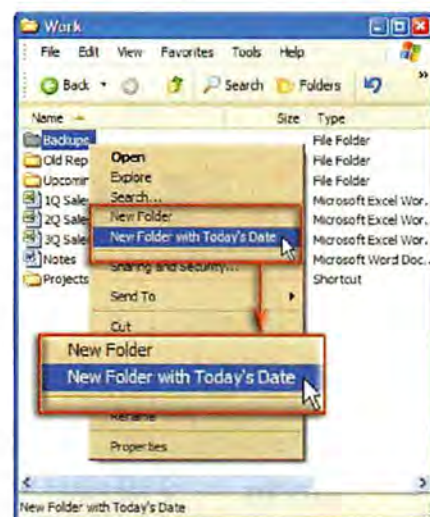 Work
File Edit View Favorites Tools Help
Back Search Folders »
Name Size Type
Backups File Folder
Old Rep File Folder
Upcomin File Folder
1Q Sale Microsoft Excel Wor.
2Q Sale Microsoft Excel Wor.
3Q Sale Microsoft Excel Wor.
Notes Microsoft Word Doc.
Projects Shortcut
Open
Explore
Search...
New Folder
New Folder with Today's Date
Sharing and Security...
Send To
Cut
New Folder
New Folder with Today's Date
Rename
Properties
New Folder with Today's Date